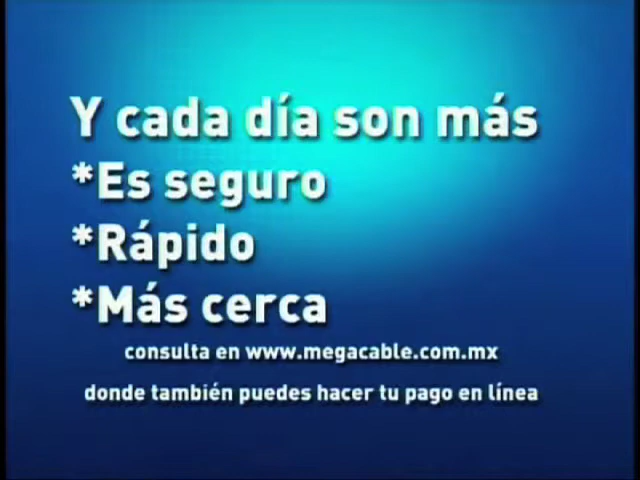 Y cada día son más
*Es seguro
*Rápido
*Más cerca
consulta en www.megacable.com.mx
donde también puedes hacer tu pago en línea